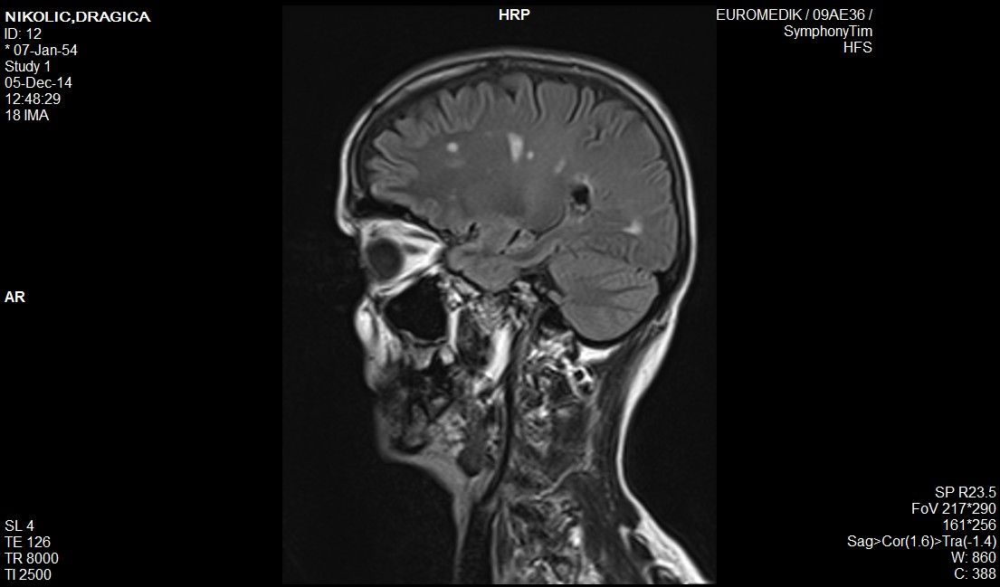 NIKOLIC,DRAGICA
ID: 12
* 07-Jan-54
Study 1
05-Dec-14
12:48:29
18 IMA
HRP
EUROMEDIK / 09AE36 /
SymphonyTim
HFS
AR
SL 4
TE 126
TR 8000
TI 2500
SP R23.5
FoV 217*290
161*256
Sag>Cor(1.6)>Tra(-1.4)
W: 860
C: 388